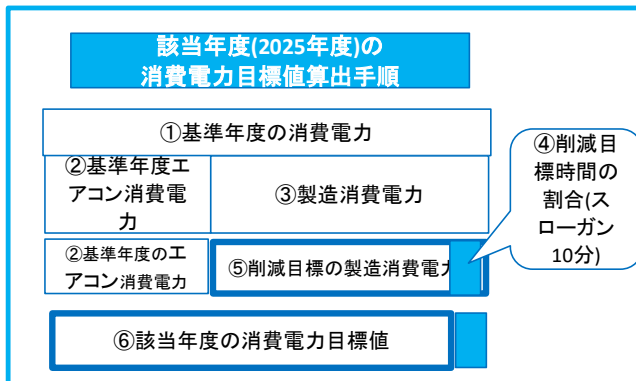 該当年度(2025年度)の
消費電力目標値算出手順
①基準年度の消費電力
②基準年度エ
アコン消費電
力
③製造消費電力
④削減目
標時間の
割合(ス
ローガン
10分)
②基準年度のエ
アコン消費電力
⑤削減目標の製造消費電力
⑥該当年度の消費電力目標値